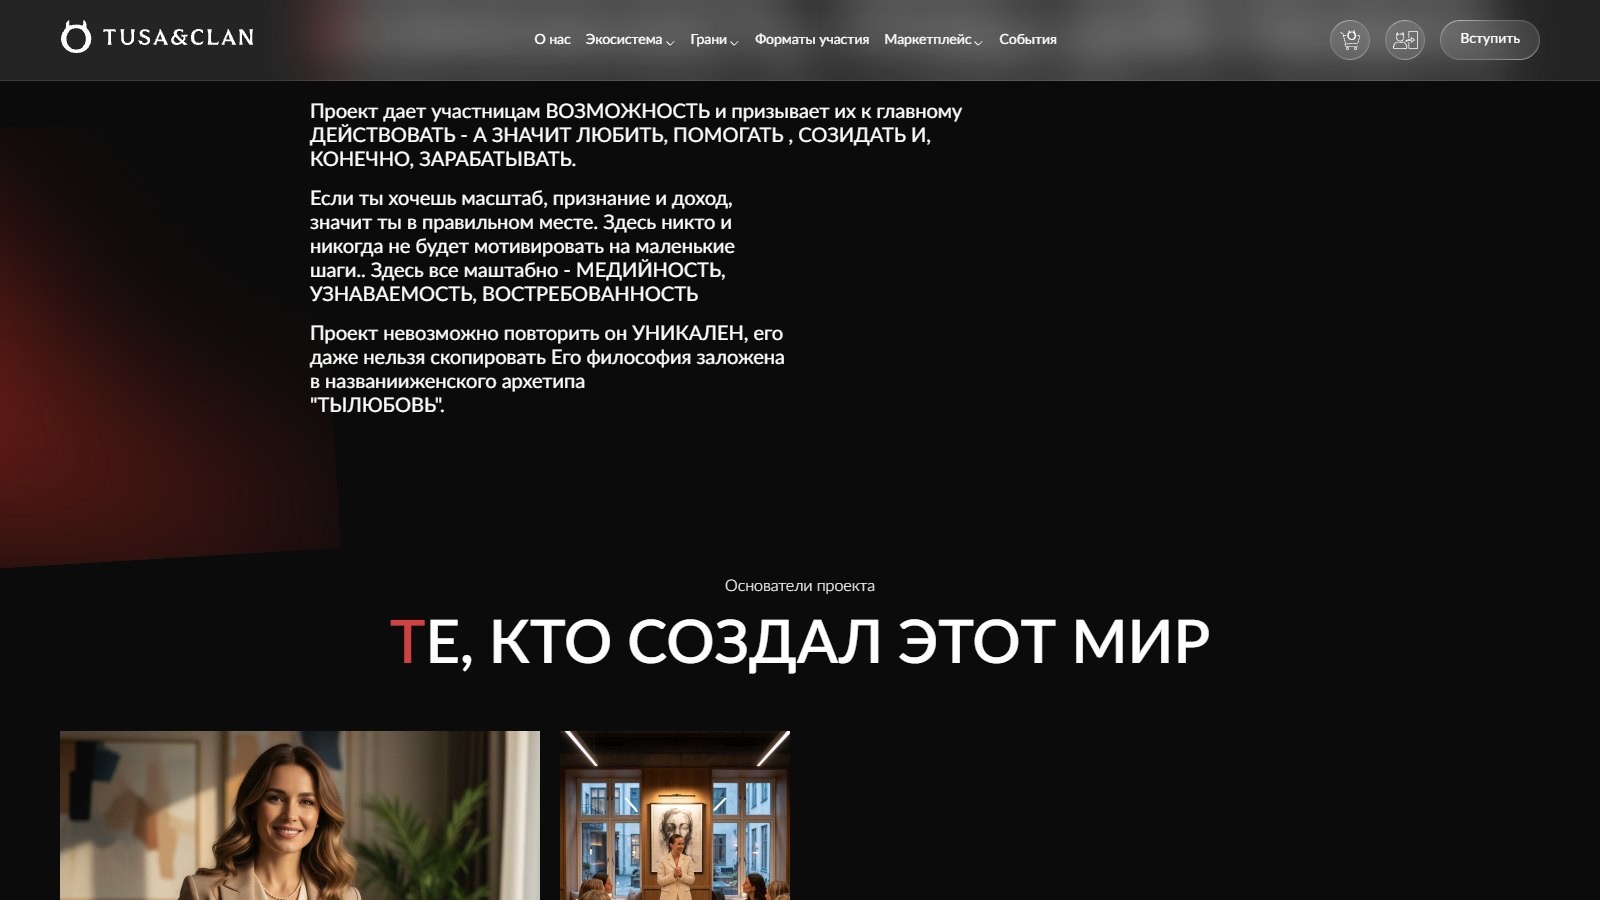 TUSA&CLAN
О нас Экосистема Грани Форматы участия Маркетплейс События
Вступить
Проект дает участницам ВОЗМОЖНОСТЬ и призывает их к главному
ДЕЙСТВОВАТЬ - А ЗНАЧИТ ЛЮБИТЬ, ПОМОГАТЬ , СОЗИДАТЬ И,
КОНЕЧНО, ЗАРАБАТЫВАТЬ.
Если ты хочешь масштаб, признание и доход,
значит ты в правильном месте. Здесь никто и
никогда не будет мотивировать на маленькие
шаги.. Здесь все маштабно - МЕДИЙНОСТЬ,
УЗНАВАЕМОСТЬ, ВОСТРЕБОВАННОСТЬ
Проект невозможно повторить он УНИКАЛЕН, его
даже нельзя скопировать Его философия заложена
в названииженского архетипа
"ТЫЛЮБОВЬ".
Основатели проекта
ТЕ, КТО СОЗДАЛ ЭТОТ МИР